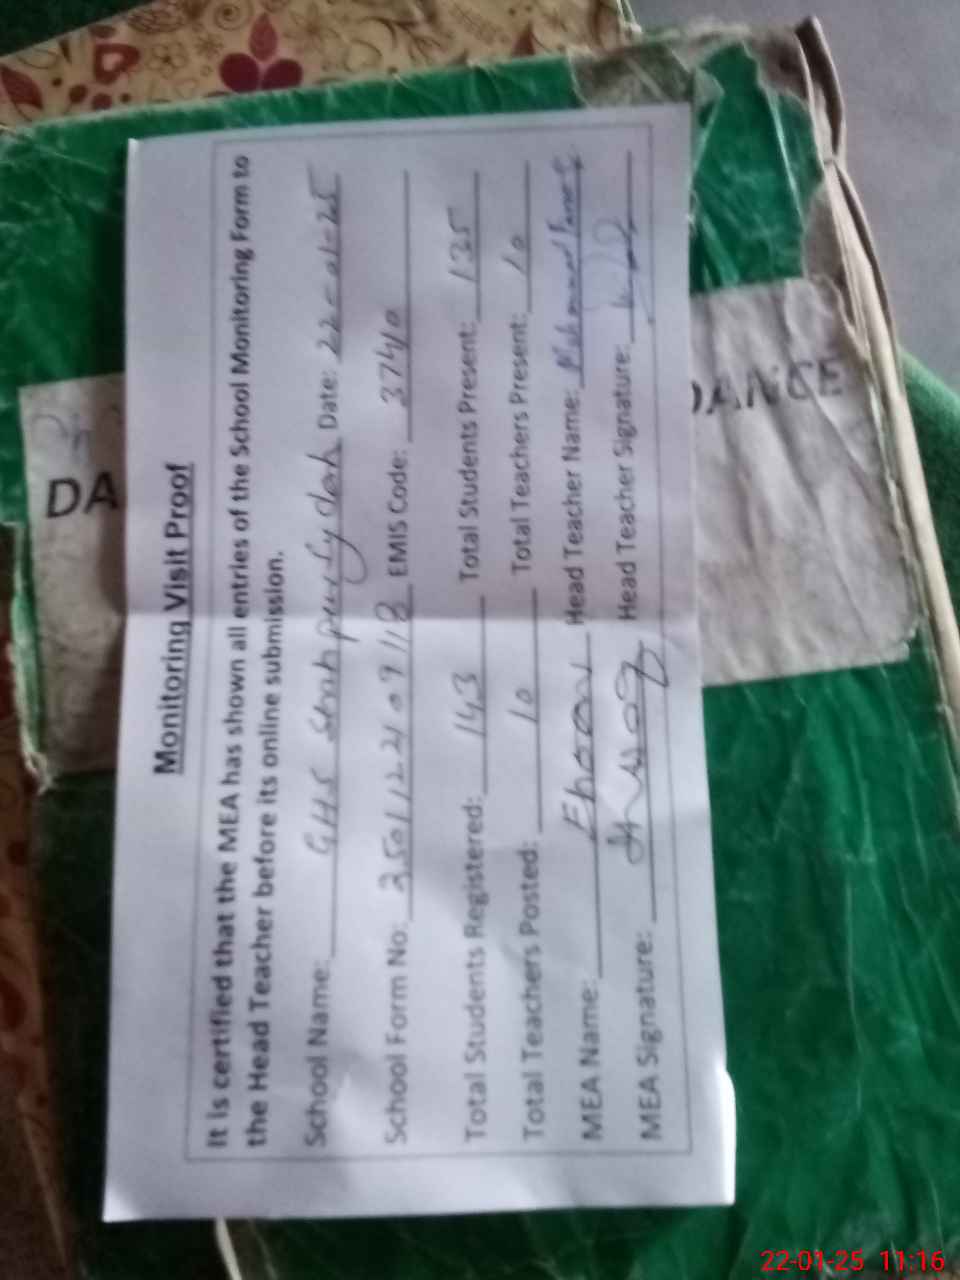 Monitoring Visit Proof
It is certified that the MEA has shown all entries of the School Monitoring Form to
the Head Teacher before its online submission.
School Name: GHS Date: 22-01-25
School Form No: EMIS Code: 37410
Total Students Registered: 143 Total Students Present: 135
Total Teachers Posted: 10 Total Teachers Present: 10
MEA Name: Head Teacher Name: Muhammad
MEA Signature: Head Teacher Signature:
DA
DANCE
22-01-25 11:16